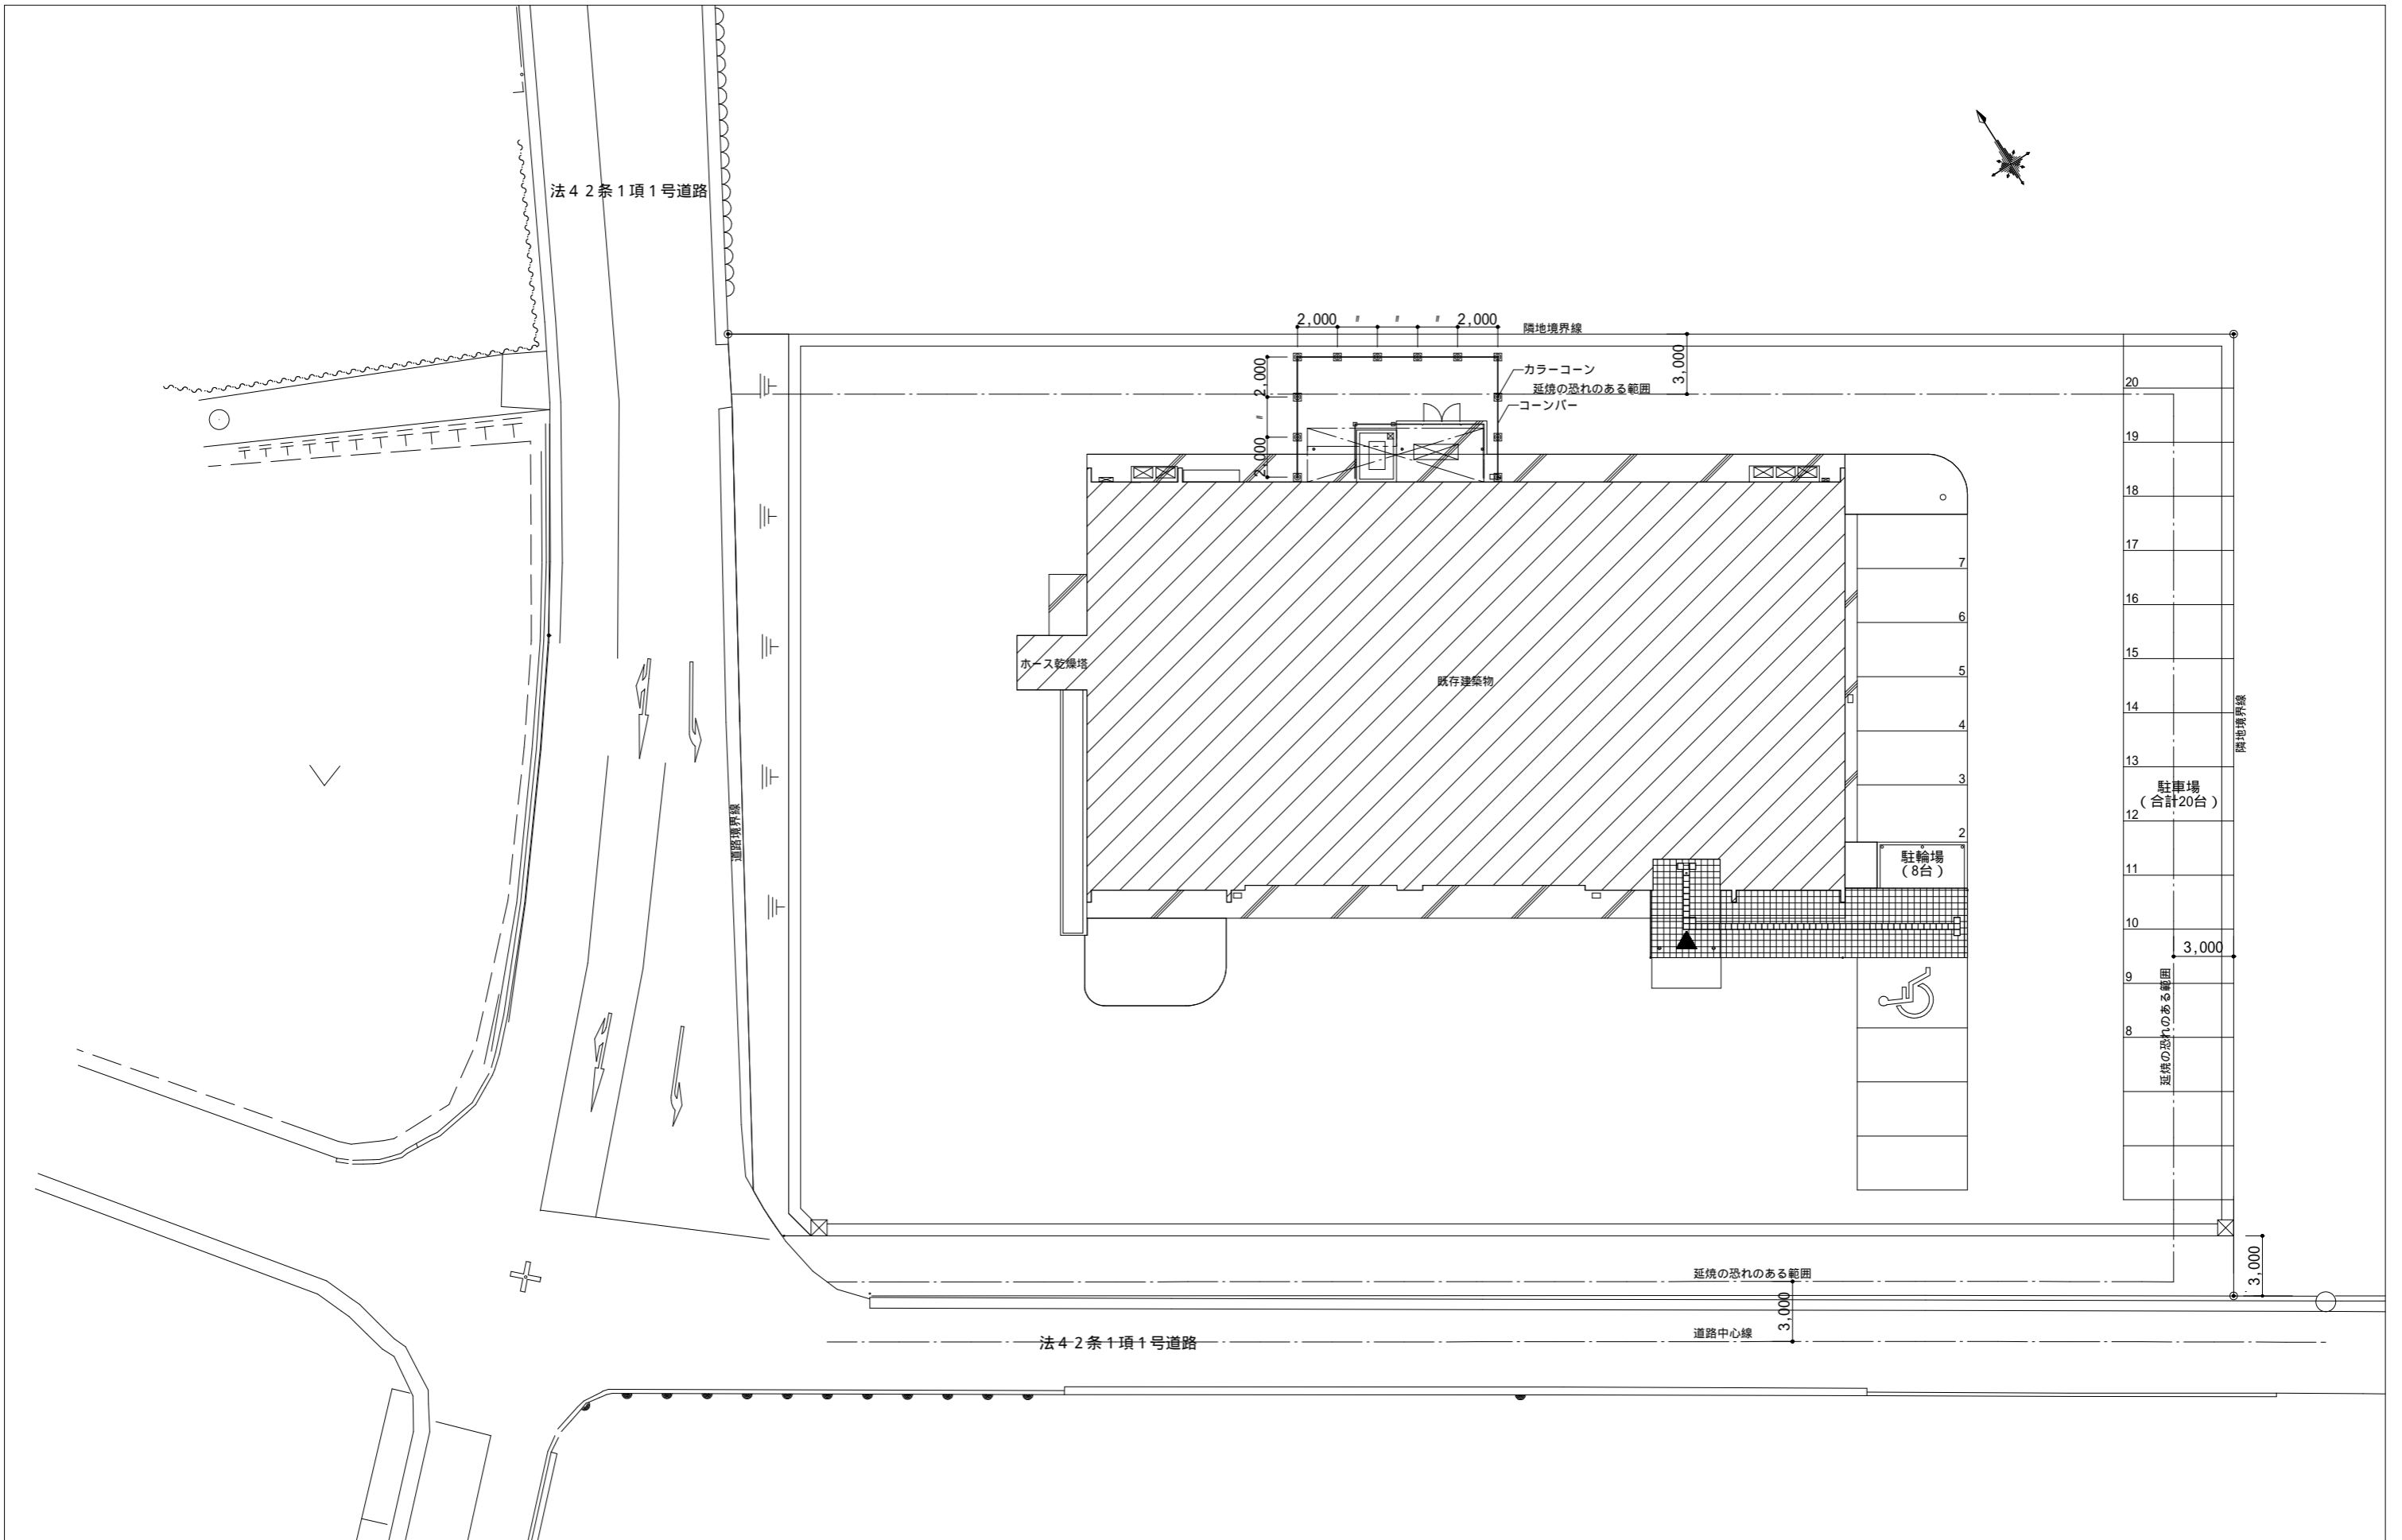 法４２条１項１号道路
2,000 〃 〃 〃 2,000
隣地境界線
3,000
2,000
〃
2,000
カラーコーン
延焼の恐れのある範囲
コーンバー
20
19
18
17
16
15
14
13
12
11
10
9
8
7
6
5
4
3
2
ホース乾燥塔
既存建築物
隣地境界線
駐車場
（合計20台）
道路境界線
駐輪場
（8台）
3,000
延焼の恐れのある範囲
延焼の恐れのある範囲
3,000
3,000
道路中心線
法４２条１項１号道路